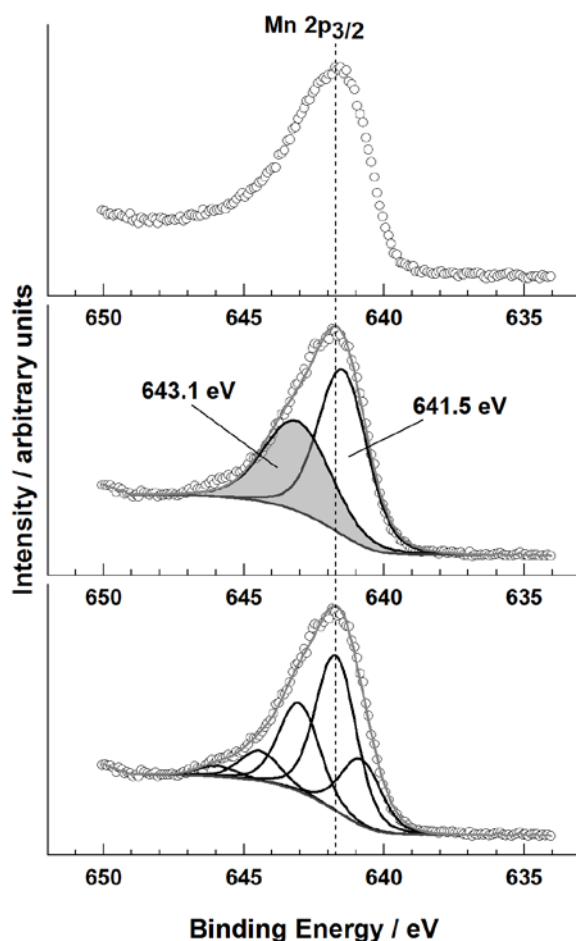 Mn 2p3/2
650 645 640 635
643.1 eV
641.5 eV
650 645 640 635
650 645 640 635
Intensity / arbitrary units
Binding Energy / eV